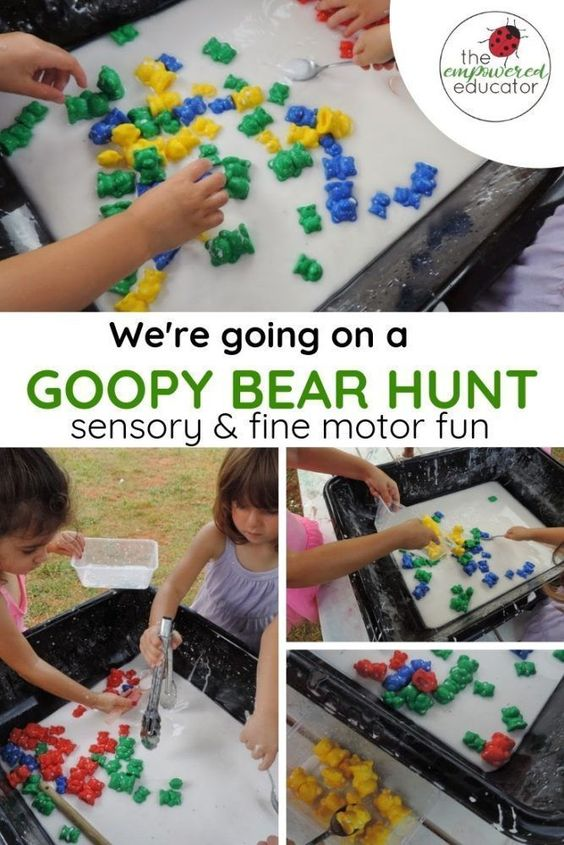 the
empowered
educator
We're going on a
GOOPY BEAR HUNT
sensory & fine motor fun